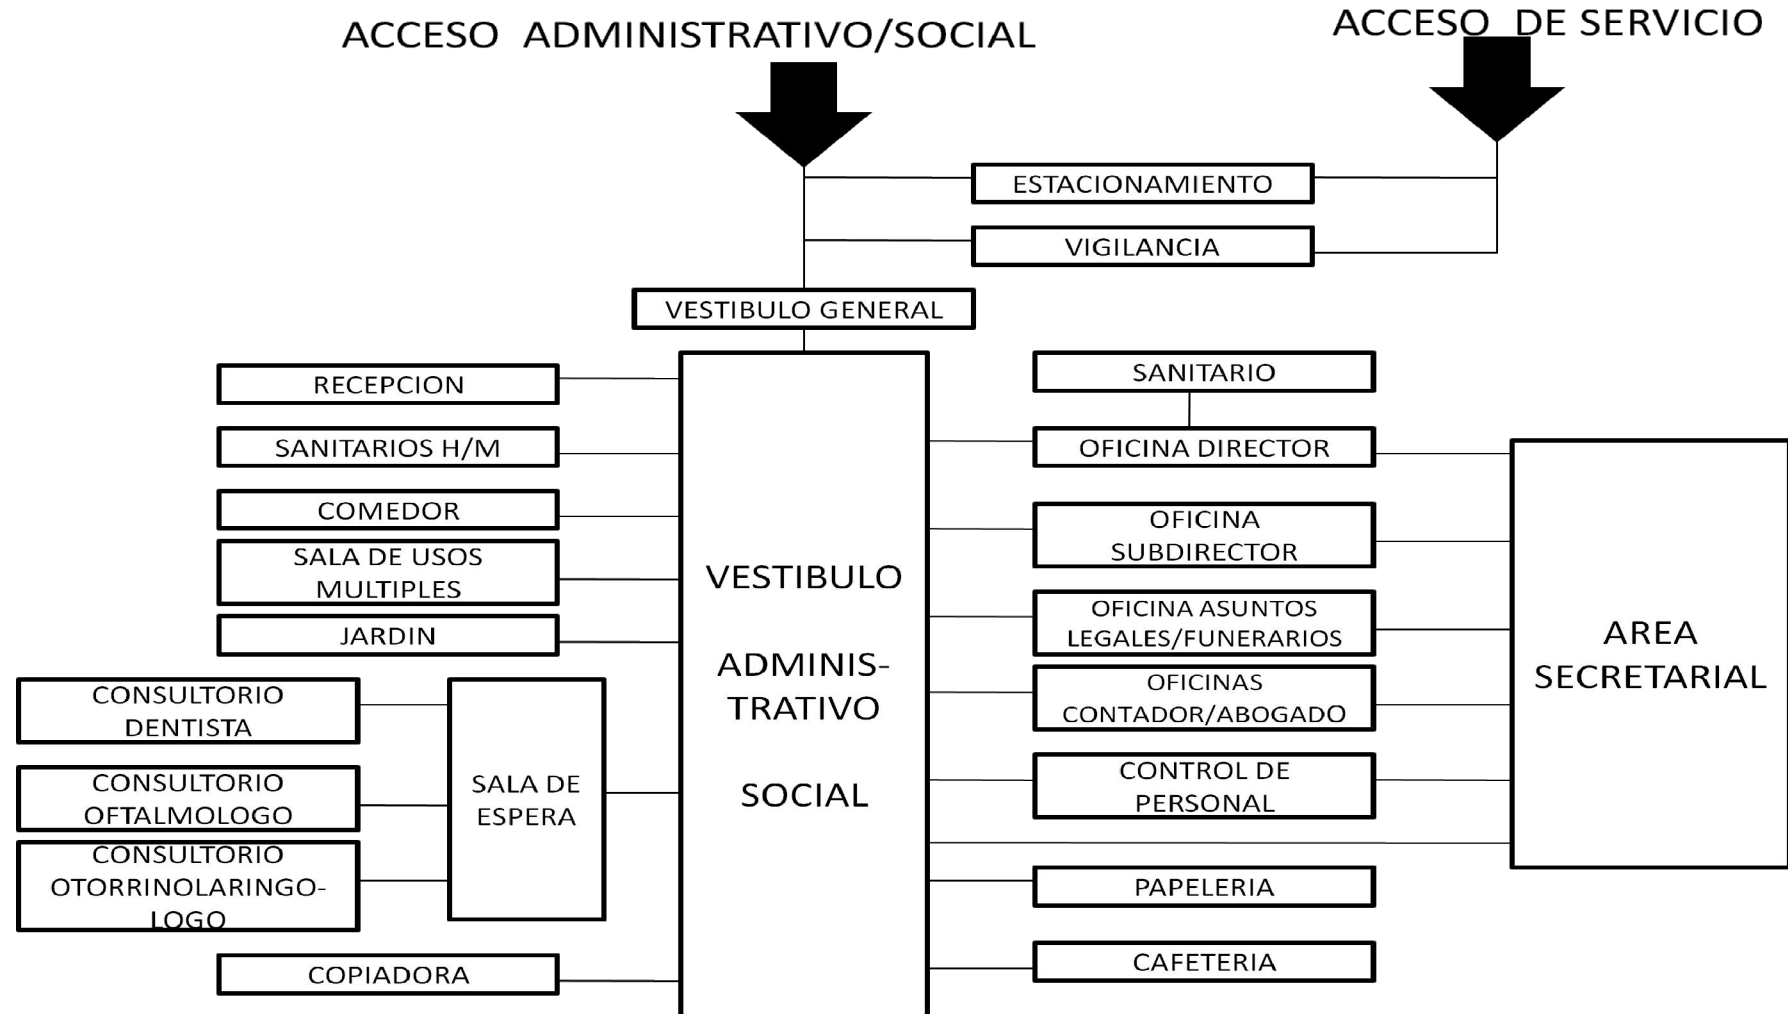 ACCESO ADMINISTRATIVO/SOCIAL
ACCESO DE SERVICIO
ESTACIONAMIENTO
VIGILANCIA
VESTIBULO GENERAL
RECEPCION
SANITARIOS H/M
COMEDOR
SALA DE USOS
MULTIPLES
JARDIN
CONSULTORIO
DENTISTA
CONSULTORIO
OFTALMOLOGO
CONSULTORIO
OTORRINOLARINGO-
LOGO
SALA DE
ESPERA
COPIADORA
VESTIBULO
ADMINIS-
TRATIVO
SOCIAL
SANITARIO
OFICINA DIRECTOR
OFICINA
SUBDIRECTOR
OFICINA ASUNTOS
LEGALES/FUNERARIOS
OFICINAS
CONTADOR/ABOGADO
CONTROL DE
PERSONAL
PAPELERIA
CAFETERIA
AREA
SECRETARIAL